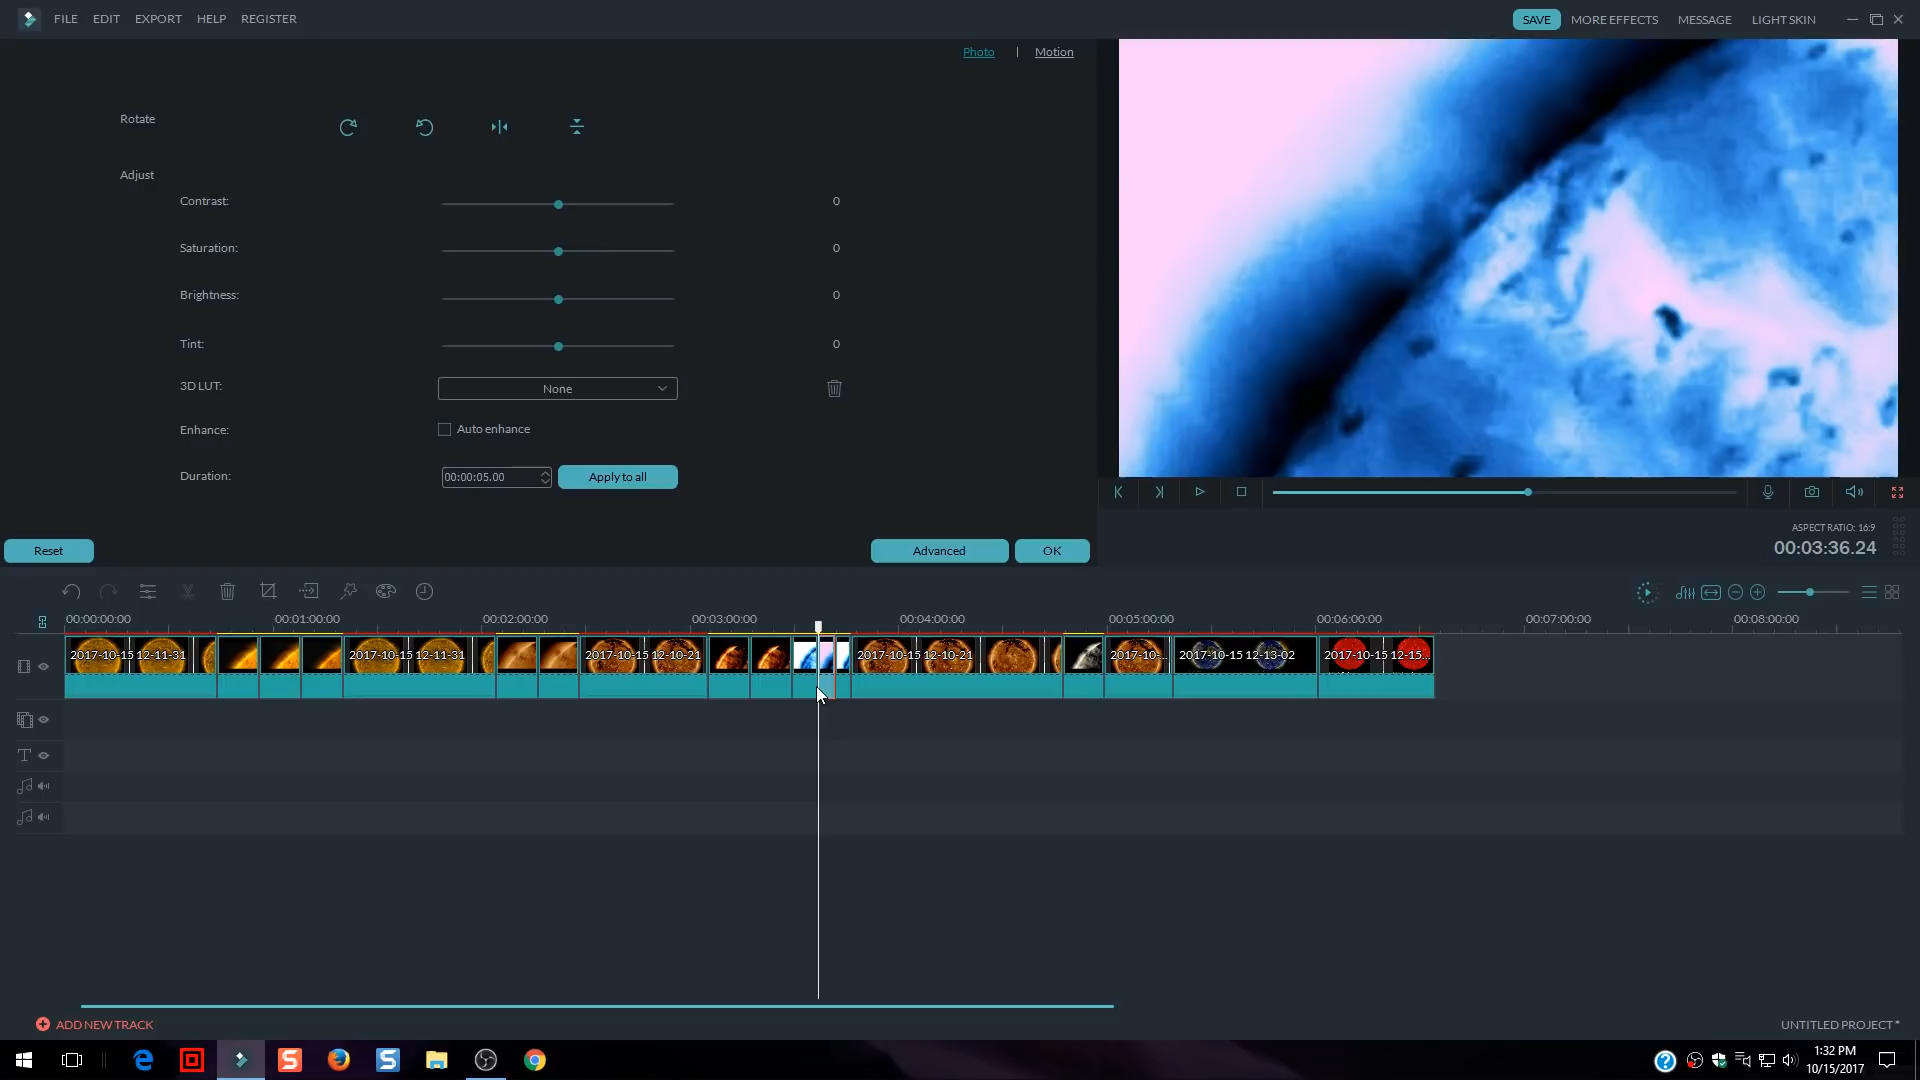 FILE EDIT EXPORT HELP REGISTER SAVE MORE EFFECTS MESSAGE LIGHT SKIN
Photo | Motion
Rotate
Adjust
Contrast: 0
Saturation: 0
Brightness: 0
Tint: 0
3D LUT: None
Enhance: Auto enhance
Duration: 00:00:05.00 Apply to all
Reset Advanced OK
ASPECT RATIO: 16:9
00:03:36.24
00:00:00:00 00:01:00:00 00:02:00:00 00:03:00:00 00:04:00:00 00:05:00:00 00:06:00:00 00:07:00:00 00:08:00:00
2017-10-15 12-11-31 2017-10-15 12-11-31 2017-10-15 12-10-21 2017-10-15 12-10-21 2017-10-... 2017-10-15 12-13-02 2017-10-15 12-15...
T
ADD NEW TRACK UNTITLED PROJECT *
1:32 PM
10/15/2017